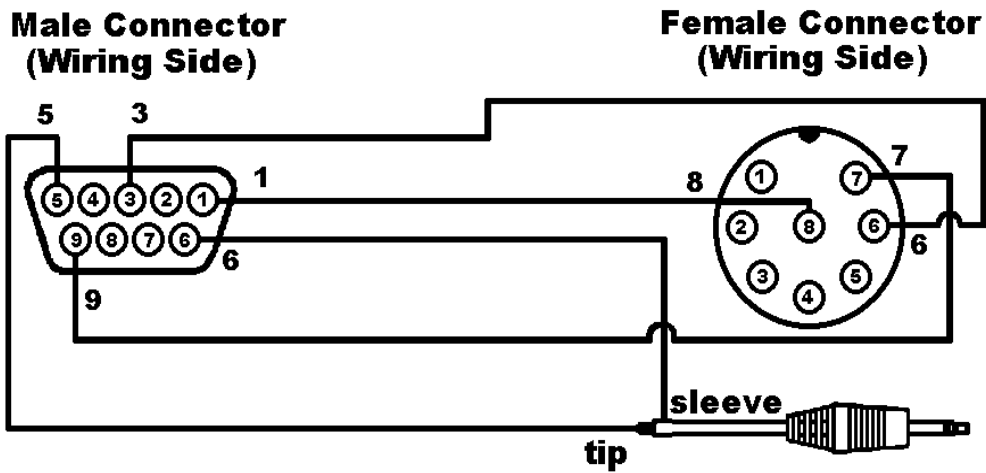 Male Connector
(Wiring Side)
Female Connector
(Wiring Side)
5 3
1
5 4 3 2 1
9 8 7 6
6
9
8
7
1 7
2 8 6
6
3 5
4
sleeve
tip